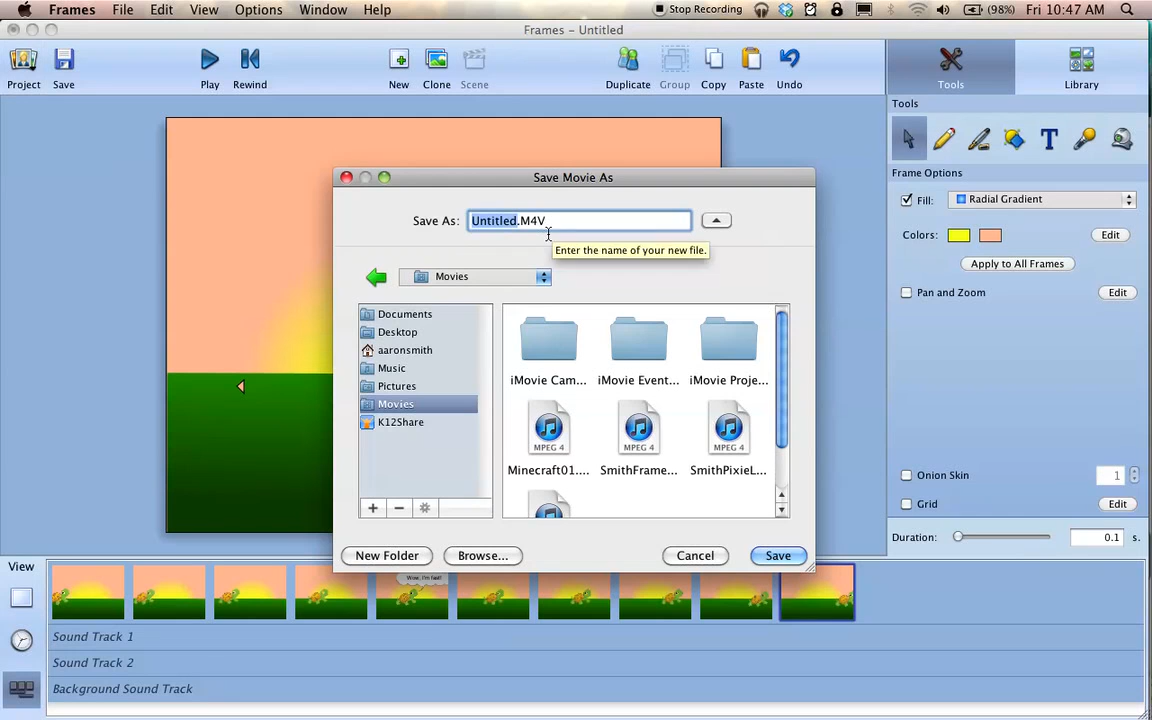 Frames File Edit View Options Window Help Stop Recording (98%) Fri 10:47 AM
Frames – Untitled
Project Save Play Rewind New Clone Scene Duplicate Group Copy Paste Undo Tools Library
Tools
T
Frame Options
Fill: Radial Gradient
Colors: Edit
Apply to All Frames
Pan and Zoom Edit
Onion Skin 1
Grid Edit
Duration: 0.1 s.
Save Movie As
Save As: Untitled.M4V
Enter the name of your new file.
Movies
Documents
Desktop
aaronsmith
Music
Pictures
Movies
K12Share
iMovie Cam... iMovie Event... iMovie Proje...
MPEG 4 MPEG 4 MPEG 4
Minecraft01.... SmithFrame... SmithPixieL...
New Folder Browse... Cancel Save
View
Wow, I'm fast!
Sound Track 1
Sound Track 2
Background Sound Track